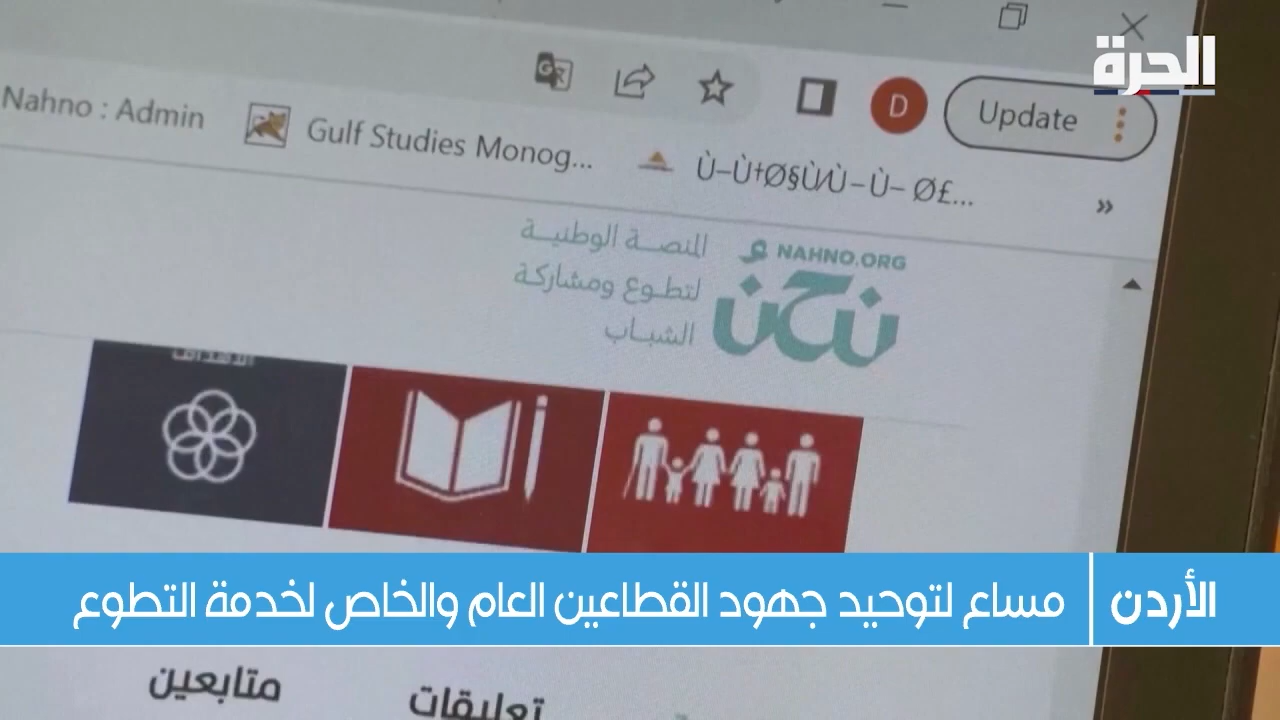 الحرة
D
Update
Nahno : Admin
Gulf Studies Monog...
»
NAHNO.ORG
نحن
المنصة الوطنية
لتطوع ومشاركة
الشباب
الأردن
مساع لتوحيد جهود القطاعين العام والخاص لخدمة التطوع
تعليقات
متابعين